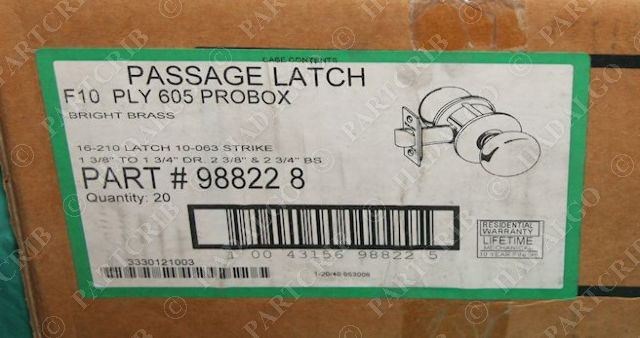 CASE CONTENTS
PASSAGE LATCH
F10 PLY 605 PROBOX
BRIGHT BRASS
16-210 LATCH 10-063 STRIKE
1 3/8" TO 1 3/4" DR. 2 3/8" & 2 3/4" BS
PART # 98822 8
Quantity: 20
1 00 43156 98822 5
RESIDENTIAL
WARRANTY
LIFETIME
MECHANICAL
10 YEAR FINISH
3330121003
© PARTCRIB
© HADALGO